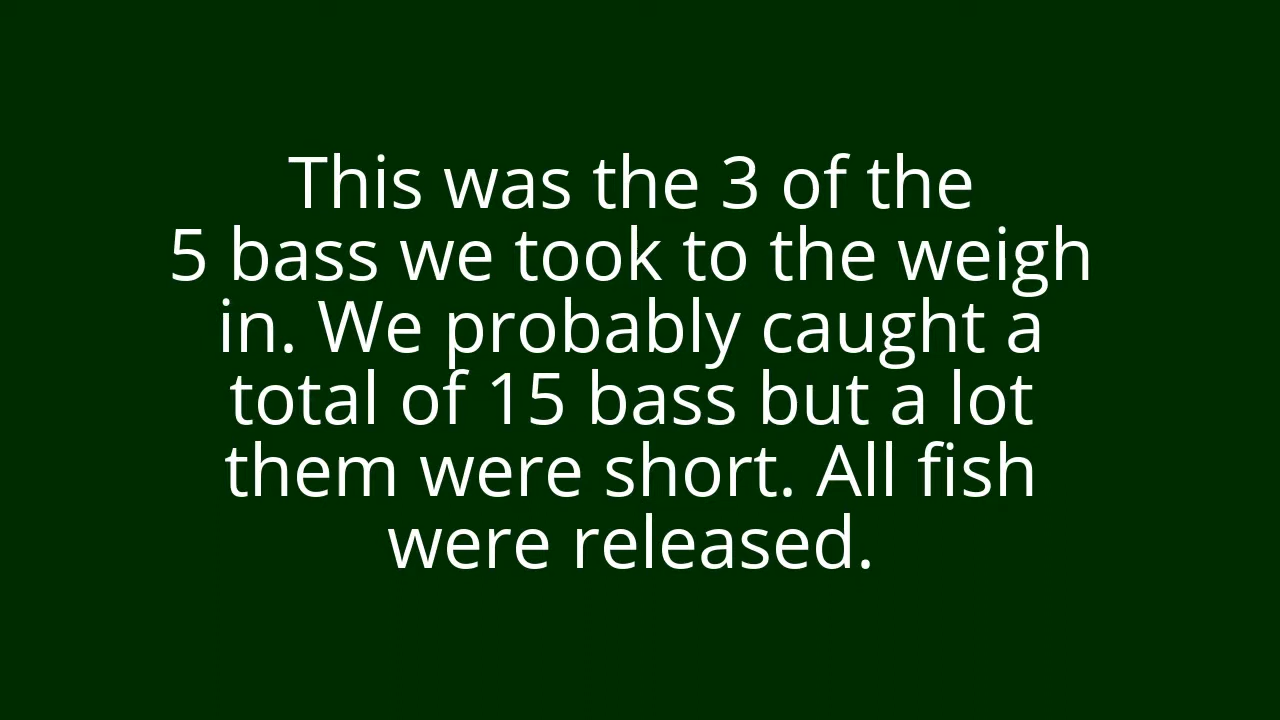 This was the 3 of the
5 bass we took to the weigh
in. We probably caught a
total of 15 bass but a lot
them were short. All fish
were released.